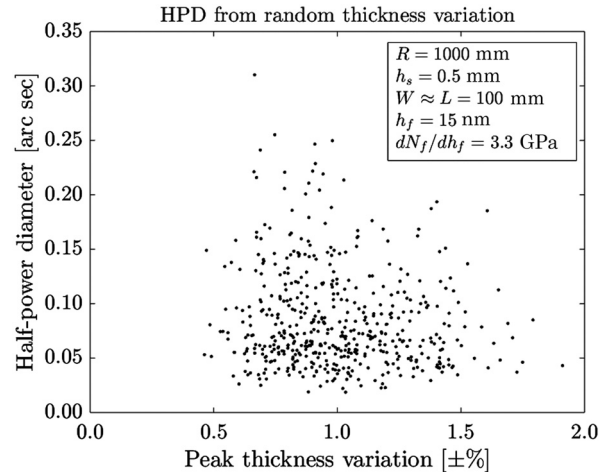 HPD from random thickness variation
R = 1000 mm
h_s = 0.5 mm
W ≈ L = 100 mm
h_f = 15 nm
dN_f/dh_f = 3.3 GPa
Half-power diameter [arc sec]
0.35
0.30
0.25
0.20
0.15
0.10
0.05
0.00
0.0 0.5 1.0 1.5 2.0
Peak thickness variation [±%]